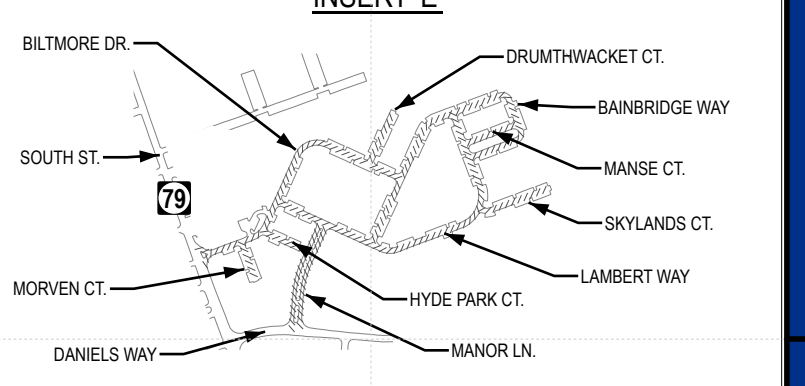 INSERT E
BILTMORE DR.
DRUMTHWACKET CT.
BAINBRIDGE WAY
SOUTH ST.
MANSE CT.
79
SKYLANDS CT.
LAMBERT WAY
MORVEN CT.
HYDE PARK CT.
DANIELS WAY
MANOR LN.